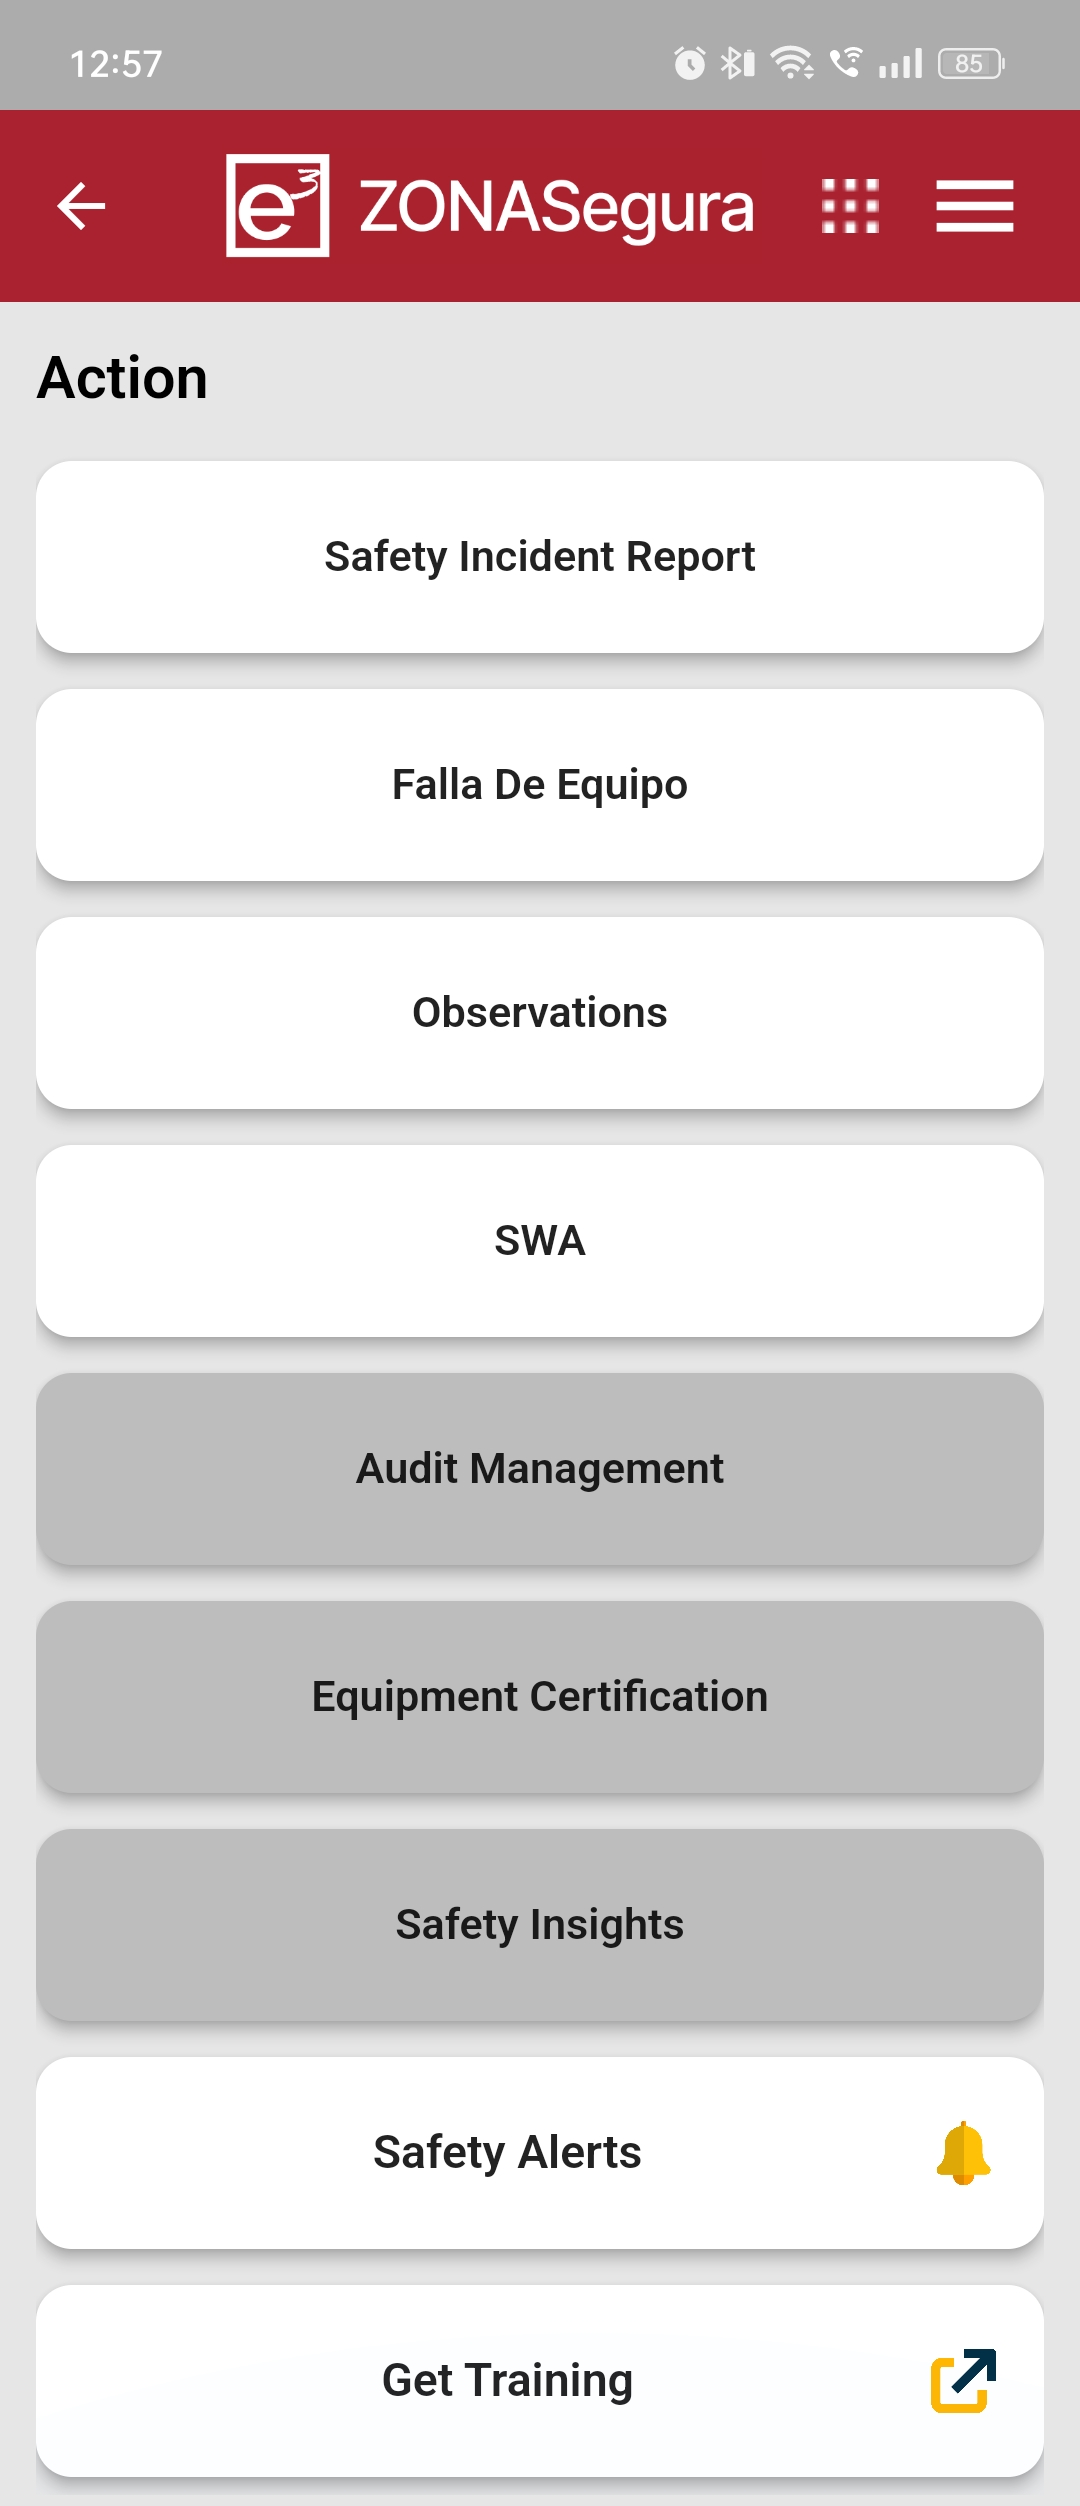 12:57
85
e3 ZONASegura
Action
Safety Incident Report
Falla De Equipo
Observations
SWA
Audit Management
Equipment Certification
Safety Insights
Safety Alerts
Get Training